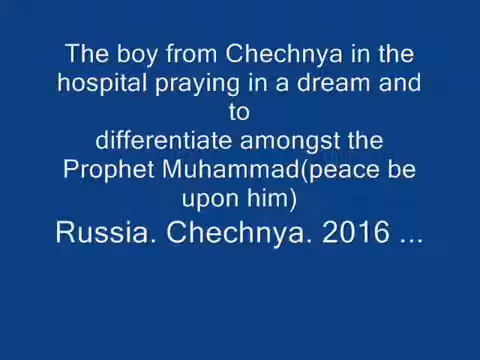 The boy from Chechnya in the
hospital praying in a dream and
to
differentiate amongst the
Prophet Muhammad(peace be
upon him)
Russia. Chechnya. 2016 ...